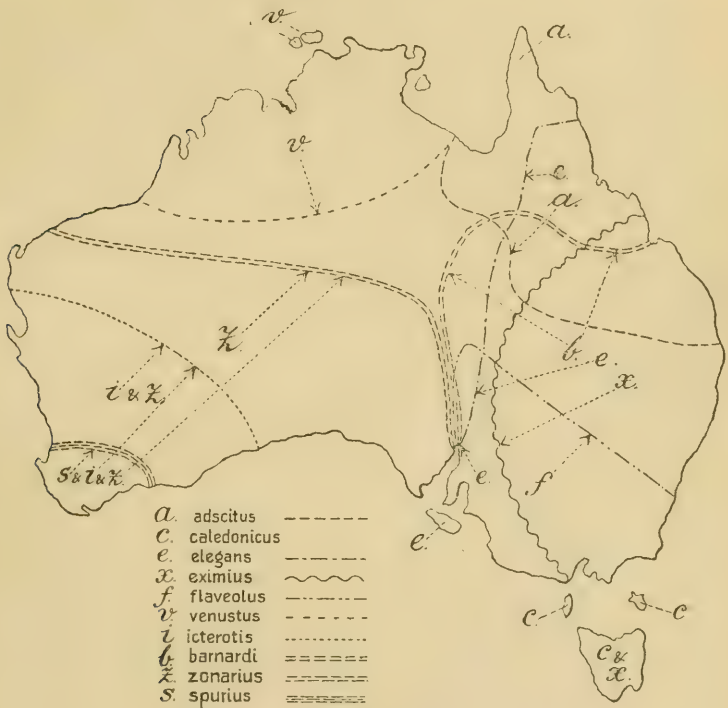 v.
a.
v.
e.
a.
z.
b.
e.
i & z.
x.
s & i & z.
f
e.
e.
a. adscitus
c. caledonicus
e. elegans
x. eximius
f. flaveolus
v. venustus
i icterotis
b barnardi
z. zonarius
s. spurius
c
c
c &
x.